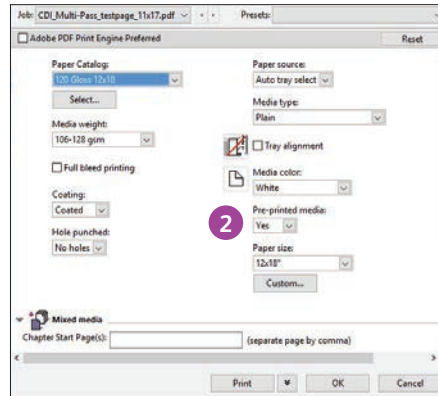 Job: CDI_Multi-Pass_testpage_11x17.pdf Presets:
Adobe PDF Print Engine Preferred Reset
Paper Catalog:
120 Gloss 12x18
Select...
Media weight:
106-128 gsm
Full bleed printing
Coating:
Coated
Hole punched:
No holes
Paper source:
Auto tray select
Media type:
Plain
Tray alignment
Media color:
White
2
Pre-printed media:
Yes
Paper size:
12x18"
Custom...
Mixed media
Chapter Start Page(s): (separate page by comma)
Print OK Cancel